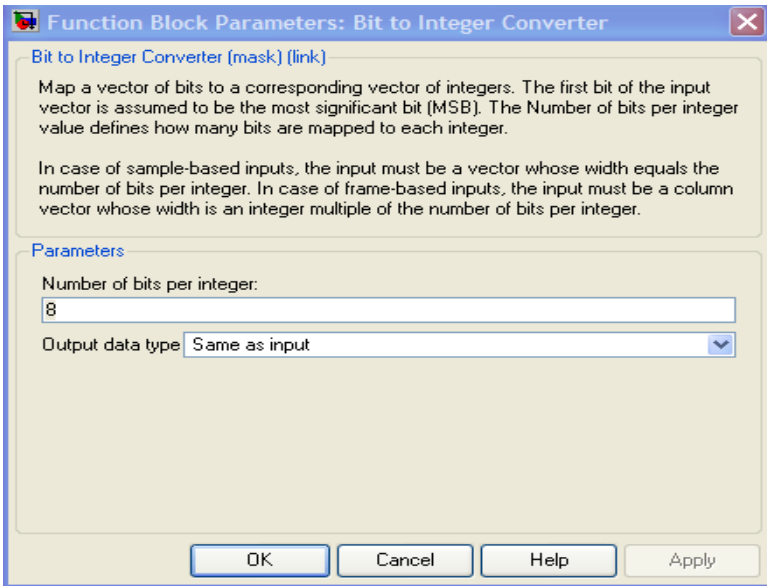 Function Block Parameters: Bit to Integer Converter
Bit to Integer Converter (mask) (link)
Map a vector of bits to a corresponding vector of integers. The first bit of the input
vector is assumed to be the most significant bit (MSB). The Number of bits per integer
value defines how many bits are mapped to each integer.
In case of sample-based inputs, the input must be a vector whose width equals the
number of bits per integer. In case of frame-based inputs, the input must be a column
vector whose width is an integer multiple of the number of bits per integer.
Parameters
Number of bits per integer:
8
Output data type Same as input
OK Cancel Help Apply